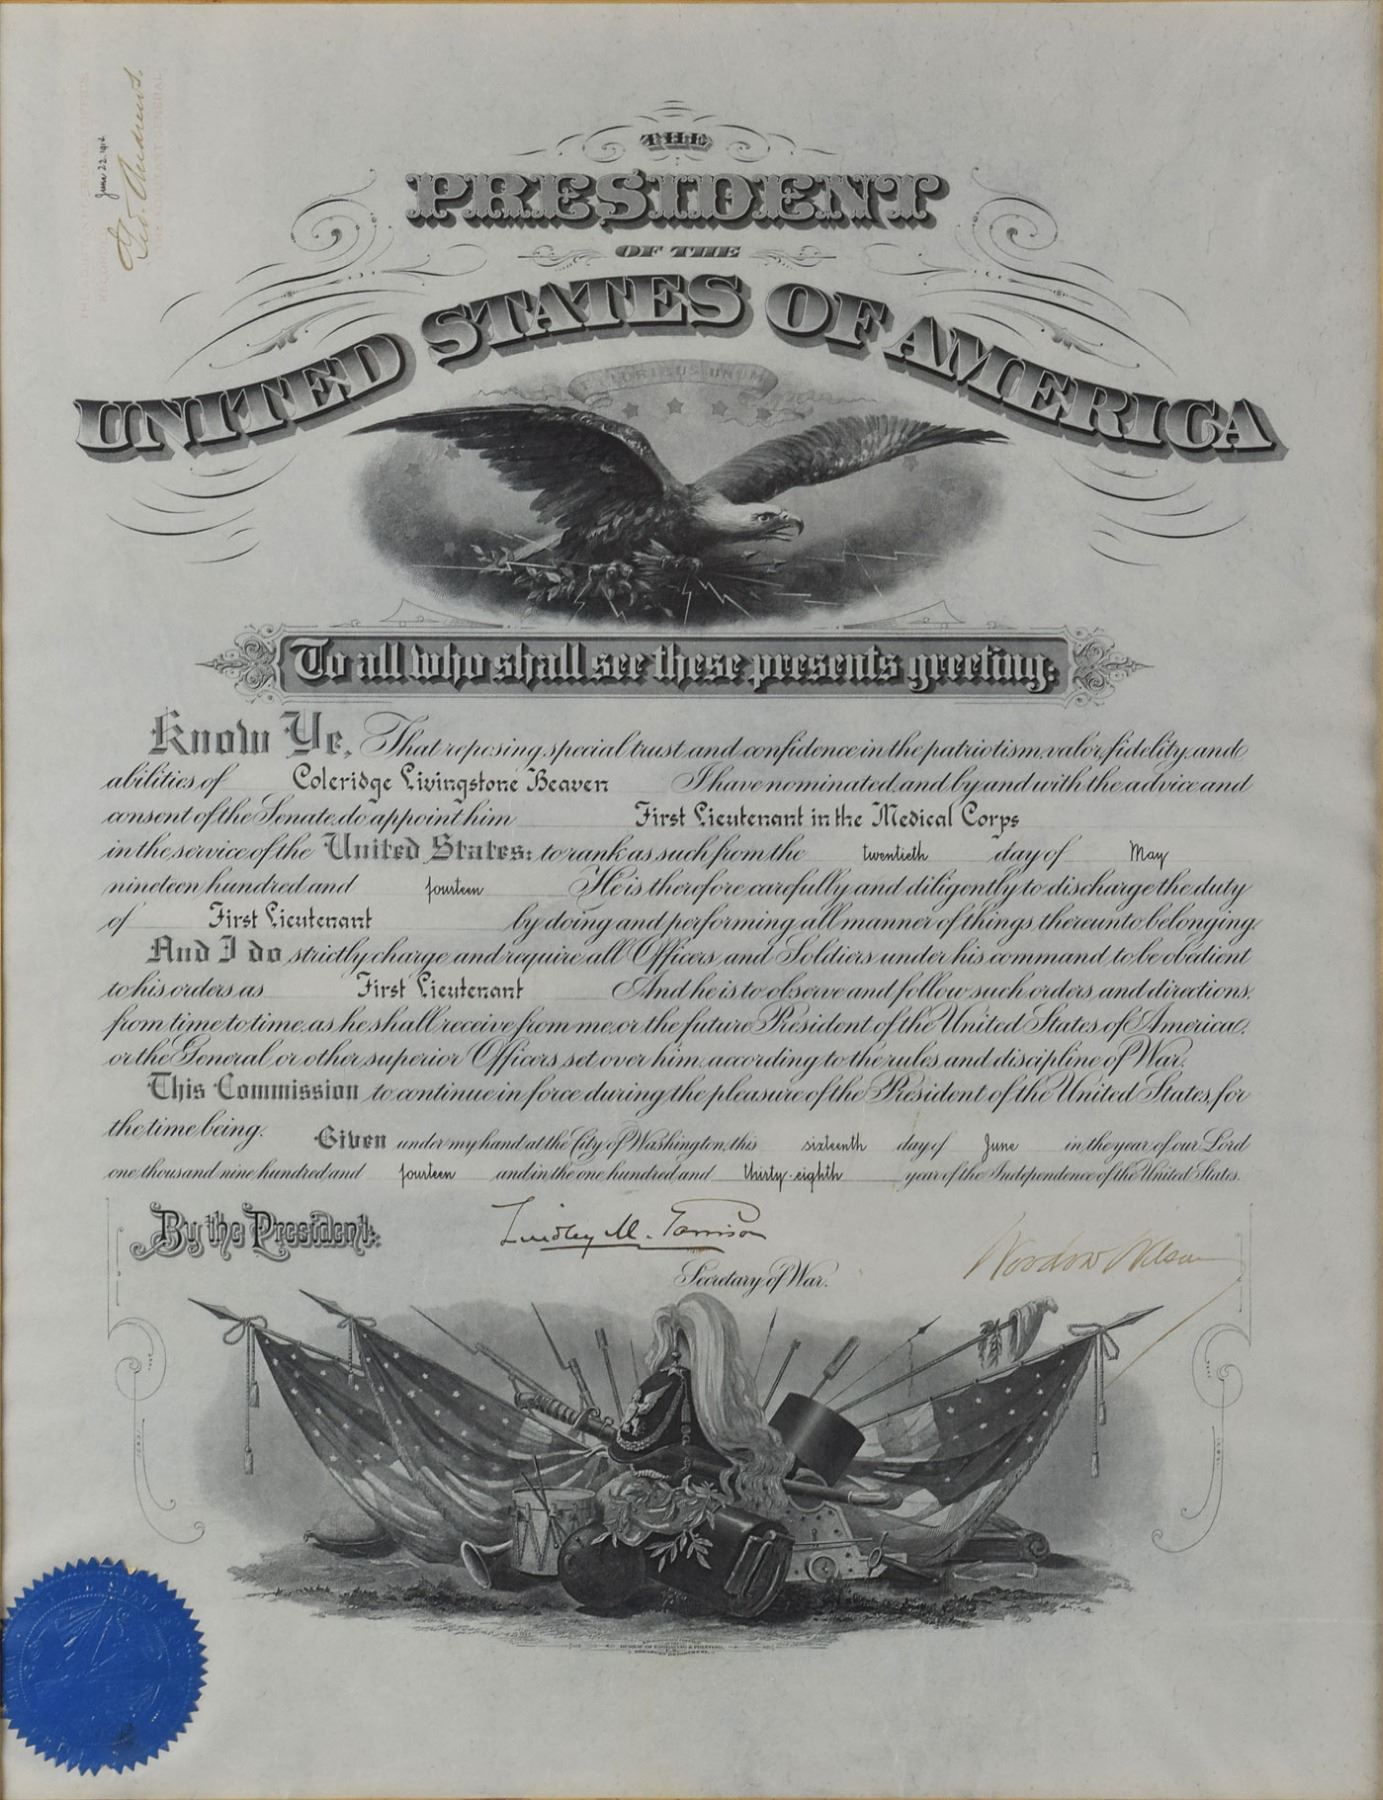 June 22 1914
Geo. Andrews.
THE
PRESIDENT
OF THE
UNITED STATES OF AMERICA
E PLURIBUS UNUM
To all who shall see these presents greeting:
Know Ye, That reposing special trust and confidence in the patriotism, valor, fidelity and
abilities of Coleridge Livingstone Beaven I have nominated, and by and with the advice and
consent of the Senate, do appoint him First Lieutenant in the Medical Corps
in the service of the United States: to rank as such from the twentieth day of May
nineteen hundred and fourteen He is therefore carefully and diligently to discharge the duty
of First Lieutenant by doing and performing all manner of things thereunto belonging.
And I do strictly charge and require all Officers and Soldiers under his command to be obedient
to his orders as First Lieutenant And he is to observe and follow such orders and directions,
from time to time, as he shall receive from me, or the future President of the United States of America,
or the General or other superior Officers set over him, according to the rules and discipline of War.
This Commission to continue in force during the pleasure of the President of the United States, for
the time being. Given under my hand at the City of Washington, this sixteenth day of June in the year of our Lord
one thousand nine hundred and fourteen and in the one hundred and thirty-eighth year of the Independence of the United States.
By the President:
Lindley M. Garrison
Woodrow Wilson
Secretary of War.
BUREAU OF ENGRAVING & PRINTING,